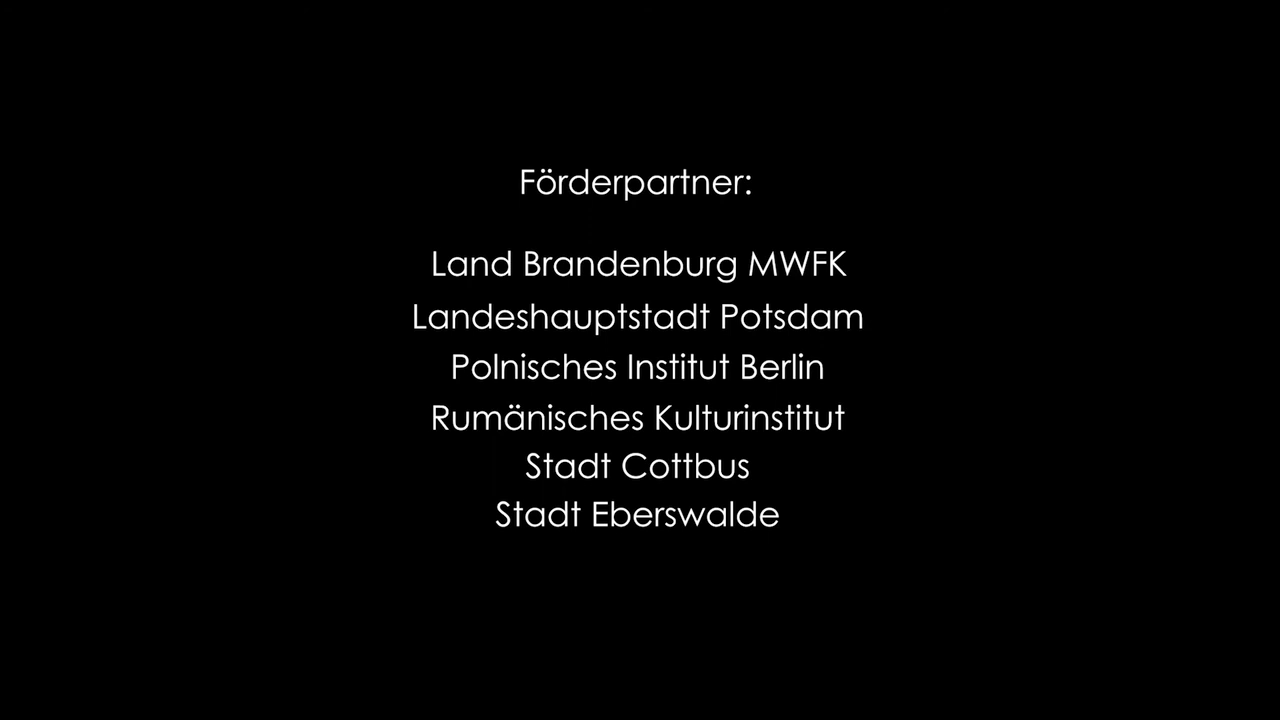 Förderpartner:
Land Brandenburg MWFK
Landeshauptstadt Potsdam
Polnisches Institut Berlin
Rumänisches Kulturinstitut
Stadt Cottbus
Stadt Eberswalde